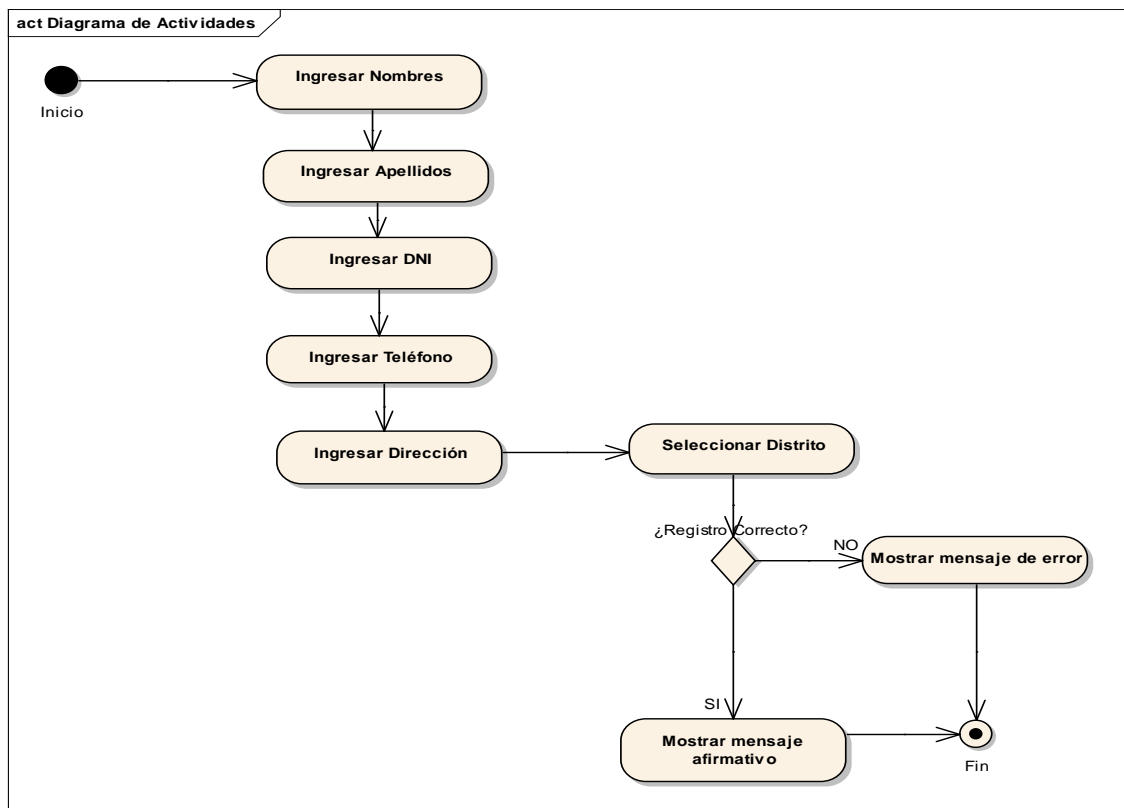 act Diagrama de Actividades
Ingresar Nombres
Inicio
Ingresar Apellidos
Ingresar DNI
Ingresar Teléfono
Ingresar Dirección
Seleccionar Distrito
¿Registro Correcto?
NO
Mostrar mensaje de error
SI
Mostrar mensaje
afirmativo
Fin